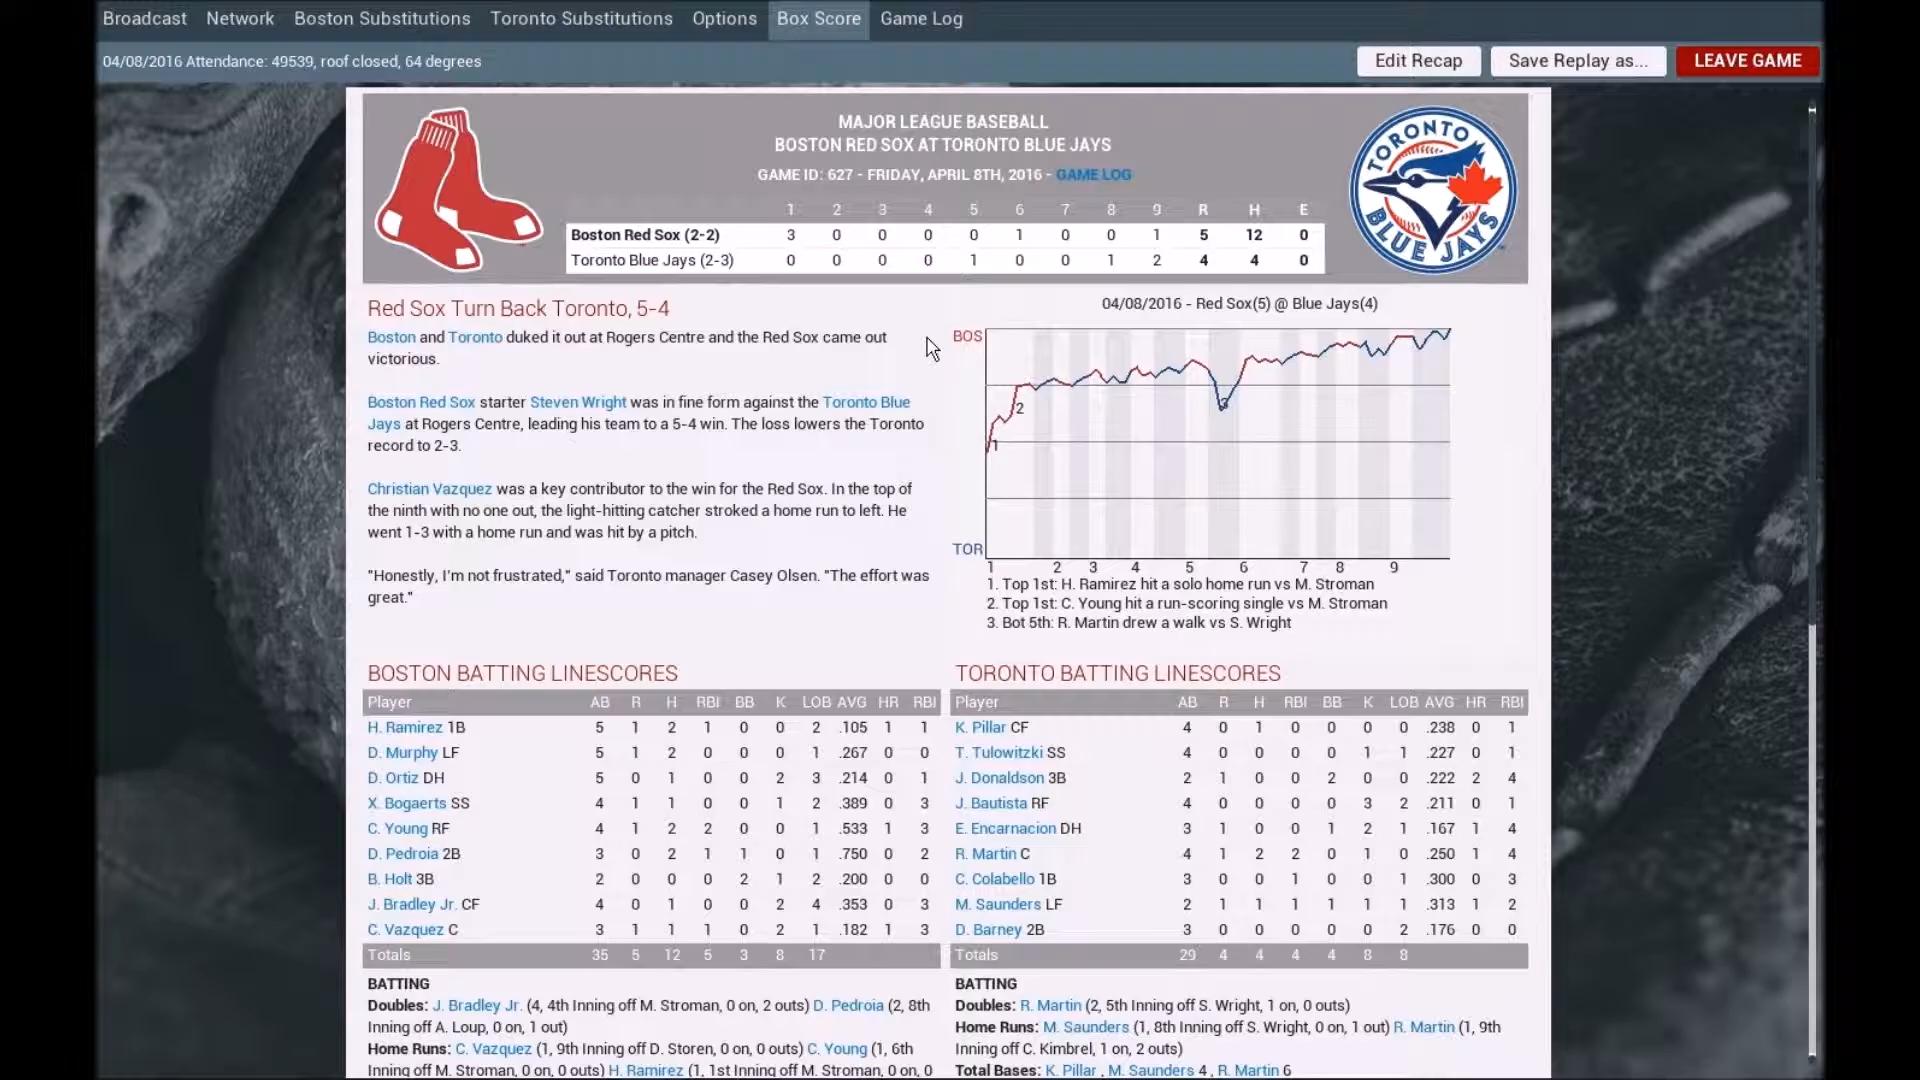 Broadcast Network Boston Substitutions Toronto Substitutions Options Box Score Game Log
04/08/2016 Attendance: 49539, roof closed, 64 degrees
Edit Recap Save Replay as... LEAVE GAME
MAJOR LEAGUE BASEBALL
BOSTON RED SOX AT TORONTO BLUE JAYS
GAME ID: 627 - FRIDAY, APRIL 8TH, 2016 - GAME LOG
TORONTO
BLUE JAYS
1 2 3 4 5 6 7 8 9 R H E
Boston Red Sox (2-2) 3 0 0 0 0 1 0 0 1 5 12 0
Toronto Blue Jays (2-3) 0 0 0 0 1 0 0 1 2 4 4 0
Red Sox Turn Back Toronto, 5-4
Boston and Toronto duked it out at Rogers Centre and the Red Sox came out
victorious.
Boston Red Sox starter Steven Wright was in fine form against the Toronto Blue
Jays at Rogers Centre, leading his team to a 5-4 win. The loss lowers the Toronto
record to 2-3.
Christian Vazquez was a key contributor to the win for the Red Sox. In the top of
the ninth with no one out, the light-hitting catcher stroked a home run to left. He
went 1-3 with a home run and was hit by a pitch.
"Honestly, I'm not frustrated," said Toronto manager Casey Olsen. "The effort was
great."
04/08/2016 - Red Sox(5) @ Blue Jays(4)
BOS
2
3
1
TOR
1 2 3 4 5 6 7 8 9
1. Top 1st: H. Ramirez hit a solo home run vs M. Stroman
2. Top 1st: C. Young hit a run-scoring single vs M. Stroman
3. Bot 5th: R. Martin drew a walk vs S. Wright
BOSTON BATTING LINESCORES
Player AB R H RBI BB K LOB AVG HR RBI
H. Ramirez 1B 5 1 2 1 0 0 2 .105 1 1
D. Murphy LF 5 1 2 0 0 0 1 .267 0 0
D. Ortiz DH 5 0 1 0 0 2 3 .214 0 1
X. Bogaerts SS 4 1 1 0 0 1 2 .389 0 3
C. Young RF 4 1 2 2 0 0 1 .533 1 3
D. Pedroia 2B 3 0 2 1 1 0 1 .750 0 2
B. Holt 3B 2 0 0 0 2 1 2 .200 0 0
J. Bradley Jr. CF 4 0 1 0 0 2 4 .353 0 3
C. Vazquez C 3 1 1 1 0 2 1 .182 1 3
Totals 35 5 12 5 3 8 17
BATTING
Doubles: J. Bradley Jr. (4, 4th Inning off M. Stroman, 0 on, 2 outs) D. Pedroia (2, 8th
Inning off A. Loup, 0 on, 1 out)
Home Runs: C. Vazquez (1, 9th Inning off D. Storen, 0 on, 0 outs) C. Young (1, 6th
Inning off M. Stroman, 0 on, 0 outs) H. Ramirez (1, 1st Inning off M. Stroman, 0 on, 0
TORONTO BATTING LINESCORES
Player AB R H RBI BB K LOB AVG HR RBI
K. Pillar CF 4 0 1 0 0 0 0 .238 0 1
T. Tulowitzki SS 4 0 0 0 0 1 1 .227 0 1
J. Donaldson 3B 2 1 0 0 2 0 0 .222 2 4
J. Bautista RF 4 0 0 0 0 3 2 .211 0 1
E. Encarnacion DH 3 1 0 0 1 2 1 .167 1 4
R. Martin C 4 1 2 2 0 1 0 .250 1 4
C. Colabello 1B 3 0 0 1 0 0 1 .300 0 3
M. Saunders LF 2 1 1 1 1 1 1 .313 1 2
D. Barney 2B 3 0 0 0 0 0 2 .176 0 0
Totals 29 4 4 4 4 8 8
BATTING
Doubles: R. Martin (2, 5th Inning off S. Wright, 1 on, 0 outs)
Home Runs: M. Saunders (1, 8th Inning off S. Wright, 0 on, 1 out) R. Martin (1, 9th
Inning off C. Kimbrel, 1 on, 2 outs)
Total Bases: K. Pillar , M. Saunders 4 , R. Martin 6